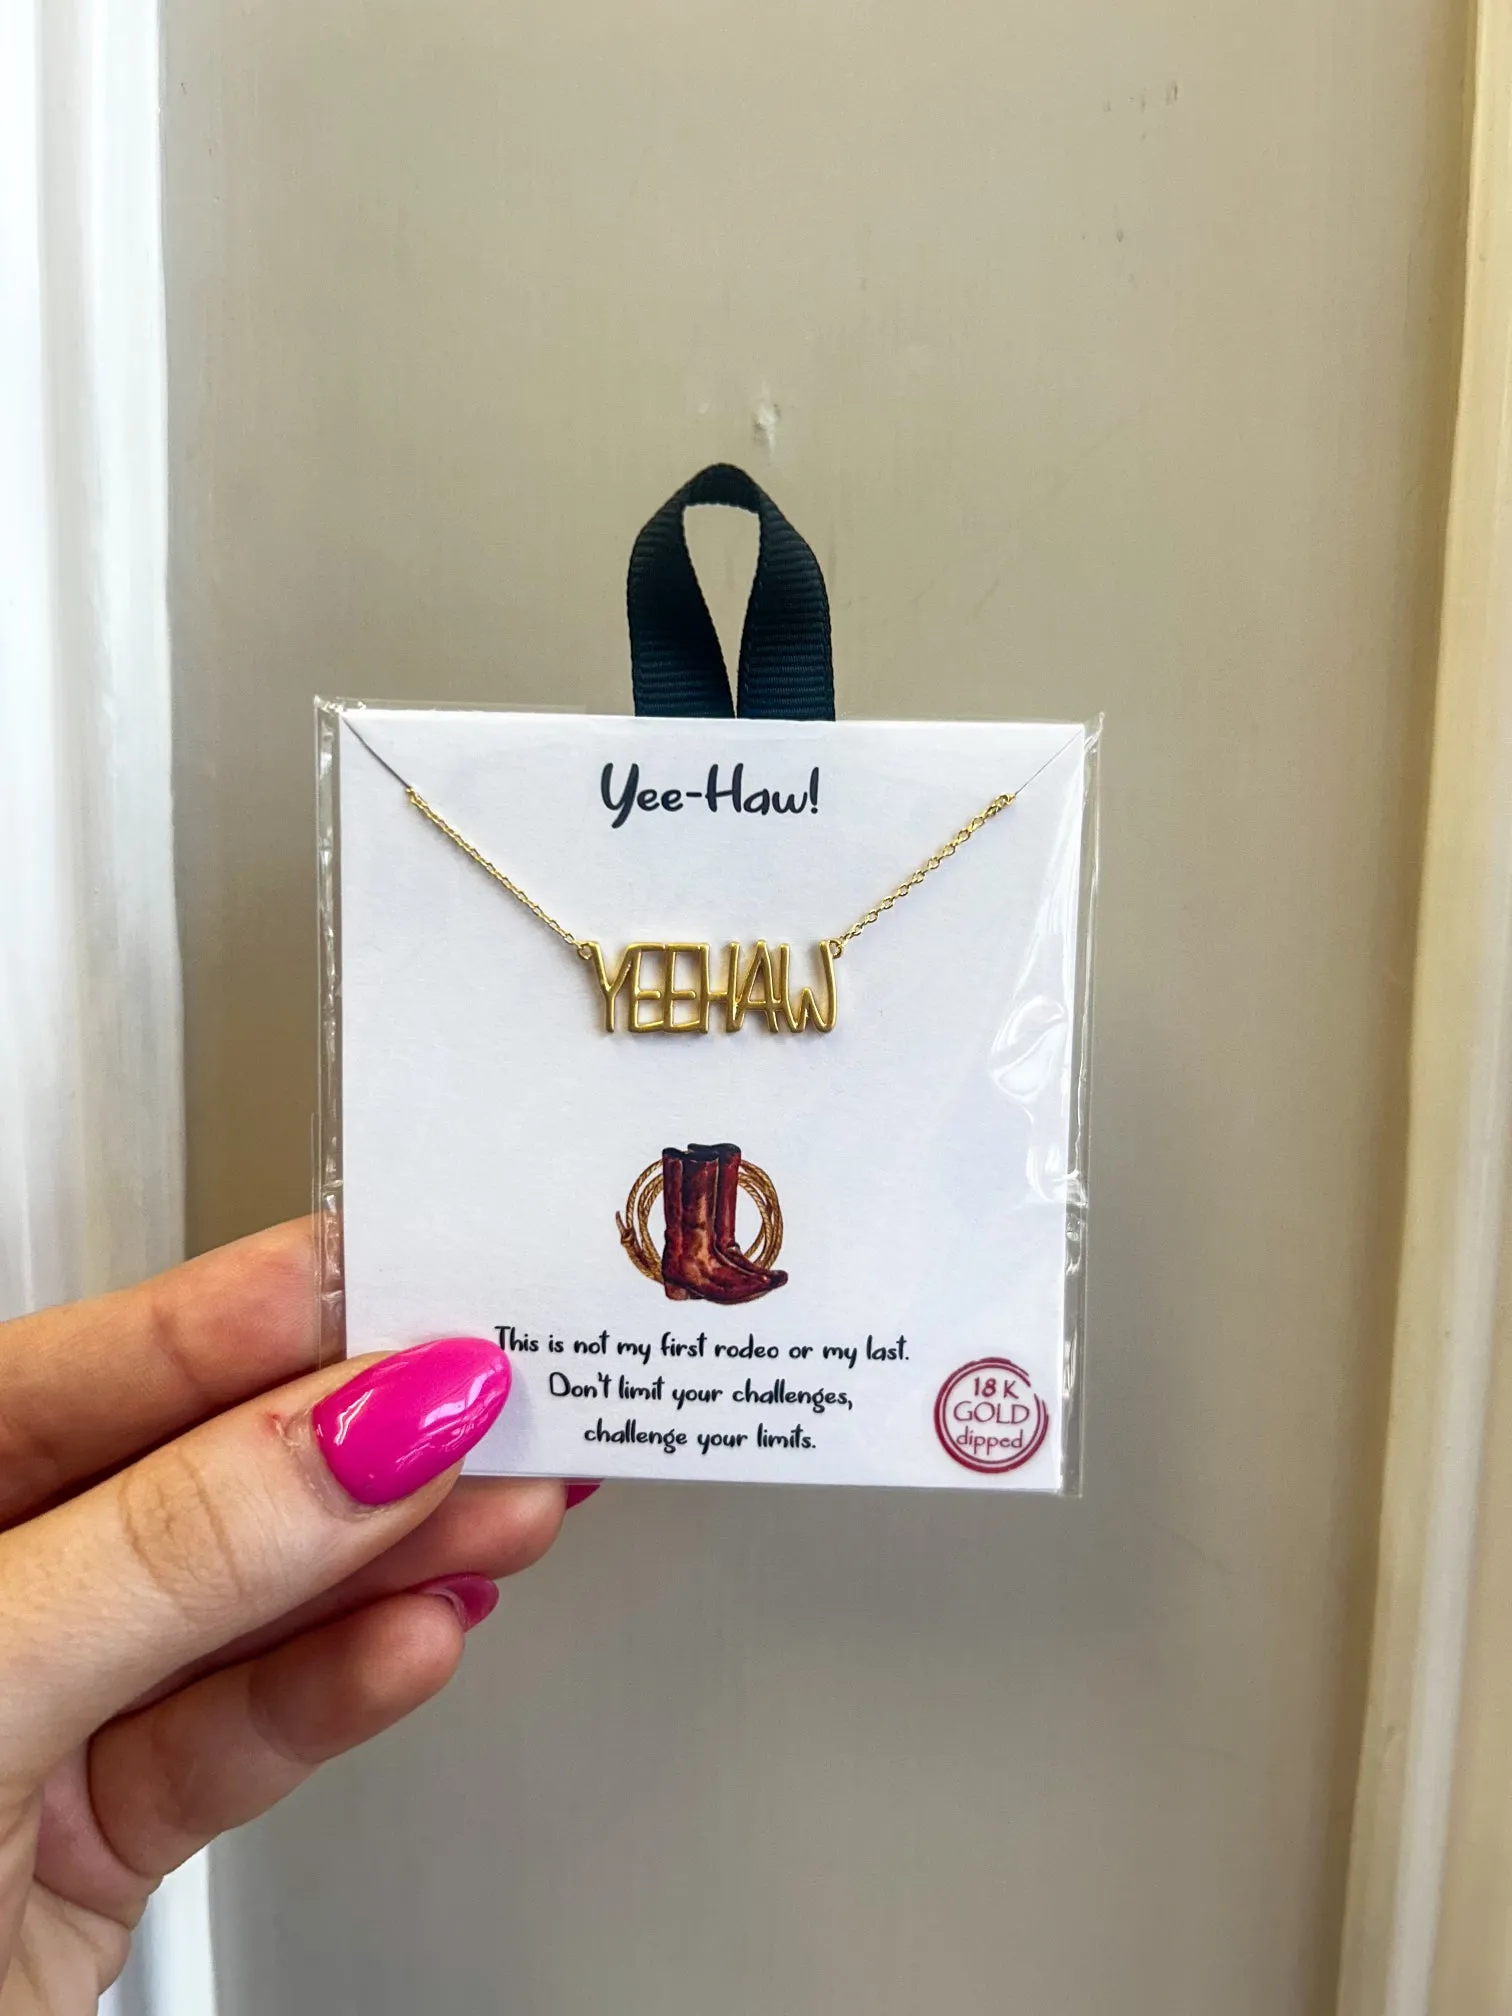 Yee-Haw!
YEEHAW
This is not my first rodeo or my last.
Don't limit your challenges,
challenge your limits.
18 K
GOLD
dipped